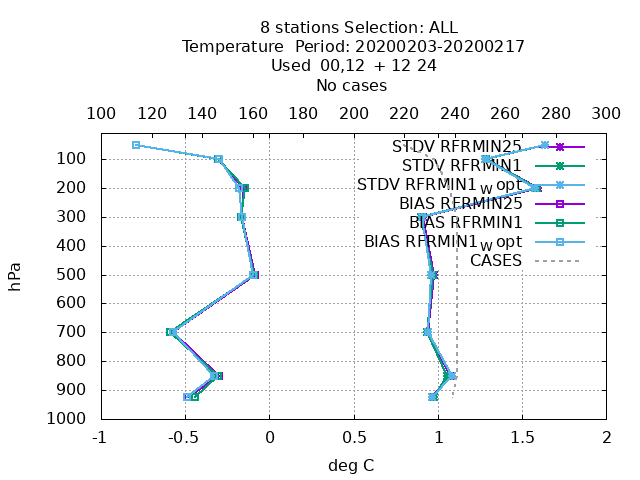 8 stations Selection: ALL
Temperature  Period: 20200203-20200217
Used  00,12  + 12 24
No cases
100 120 140 160 180 200 220 240 260 280 300
STDV RFRMIN25
STDV RFRMIN1
STDV RFRMIN1_w opt
BIAS RFRMIN25
BIAS RFRMIN1
BIAS RFRMIN1_w opt
CASES
hPa
100
200
300
400
500
600
700
800
900
1000
-1 -0.5 0 0.5 1 1.5 2
deg C